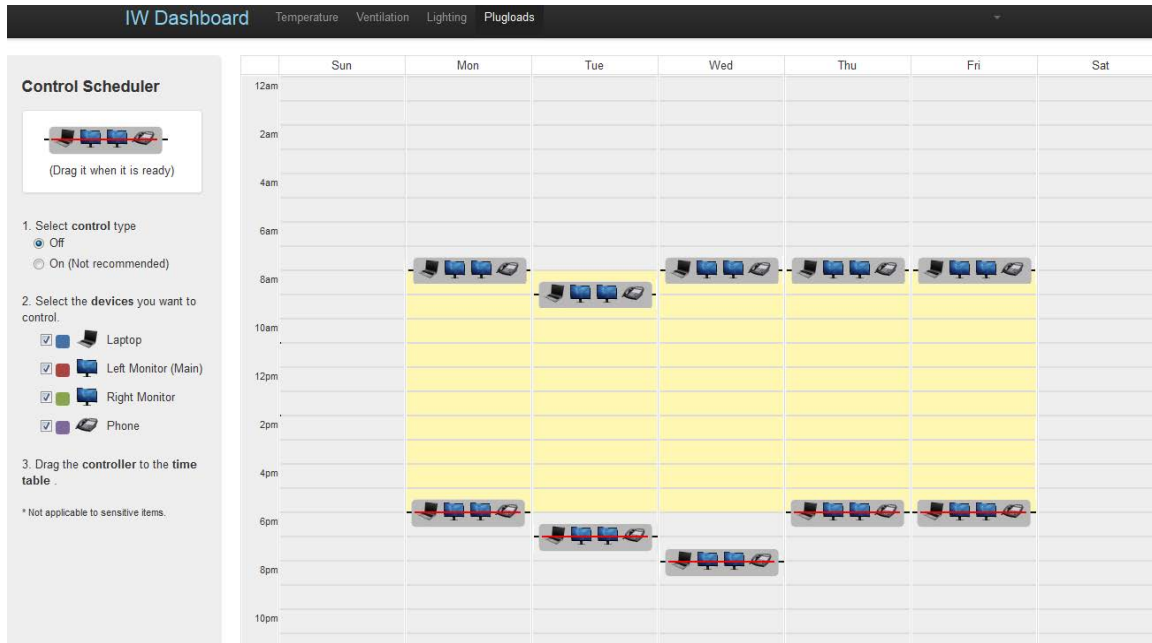 IW Dashboard Temperature Ventilation Lighting Plugloads
Control Scheduler
(Drag it when it is ready)
1. Select control type
Off
On (Not recommended)
2. Select the devices you want to
control.
Laptop
Left Monitor (Main)
Right Monitor
Phone
3. Drag the controller to the time
table .
* Not applicable to sensitive items.
Sun Mon Tue Wed Thu Fri Sat
12am
2am
4am
6am
8am
10am
12pm
2pm
4pm
6pm
8pm
10pm